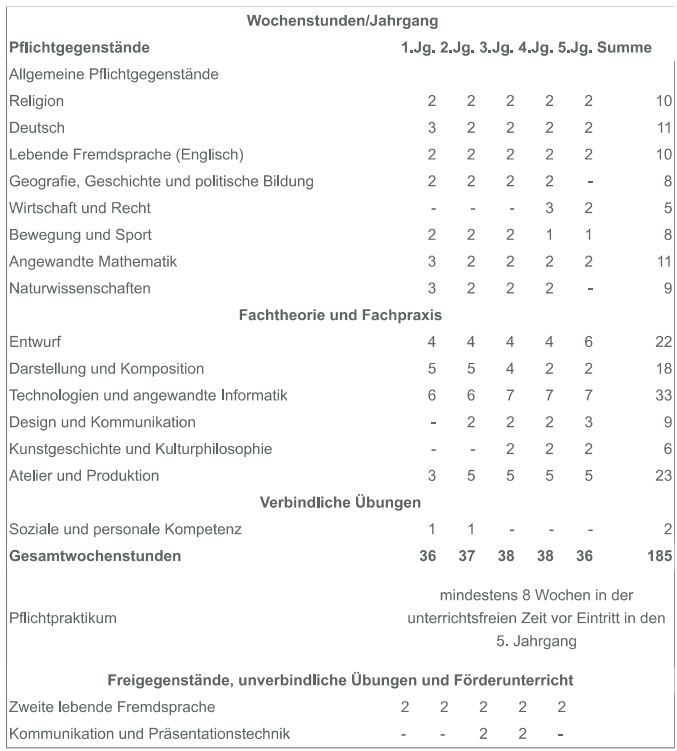 Wochenstunden/Jahrgang
Pflichtgegenstände 1.Jg. 2.Jg. 3.Jg. 4.Jg. 5.Jg. Summe
Allgemeine Pflichtgegenstände
Religion 2 2 2 2 2 10
Deutsch 3 2 2 2 2 11
Lebende Fremdsprache (Englisch) 2 2 2 2 2 10
Geografie, Geschichte und politische Bildung 2 2 2 2 - 8
Wirtschaft und Recht - - - 3 2 5
Bewegung und Sport 2 2 2 1 1 8
Angewandte Mathematik 3 2 2 2 2 11
Naturwissenschaften 3 2 2 2 - 9
Fachtheorie und Fachpraxis
Entwurf 4 4 4 4 6 22
Darstellung und Komposition 5 5 4 2 2 18
Technologien und angewandte Informatik 6 6 7 7 7 33
Design und Kommunikation - 2 2 2 3 9
Kunstgeschichte und Kulturphilosophie - - 2 2 2 6
Atelier und Produktion 3 5 5 5 5 23
Verbindliche Übungen
Soziale und personale Kompetenz 1 1 - - - 2
Gesamtwochenstunden 36 37 38 38 36 185
Pflichtpraktikum
mindestens 8 Wochen in der
unterrichtsfreien Zeit vor Eintritt in den
5. Jahrgang
Freigegenstände, unverbindliche Übungen und Förderunterricht
Zweite lebende Fremdsprache 2 2 2 2 2
Kommunikation und Präsentationstechnik - - 2 2 -